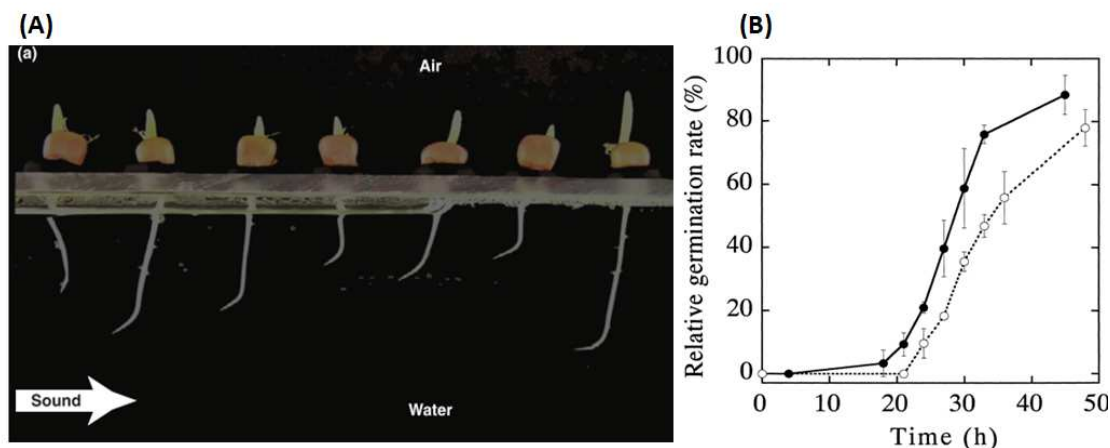 (A)
(a)
Air
Sound
Water
(B)
Relative germination rate (%)
100
80
60
40
20
0
0 10 20 30 40 50
Time (h)